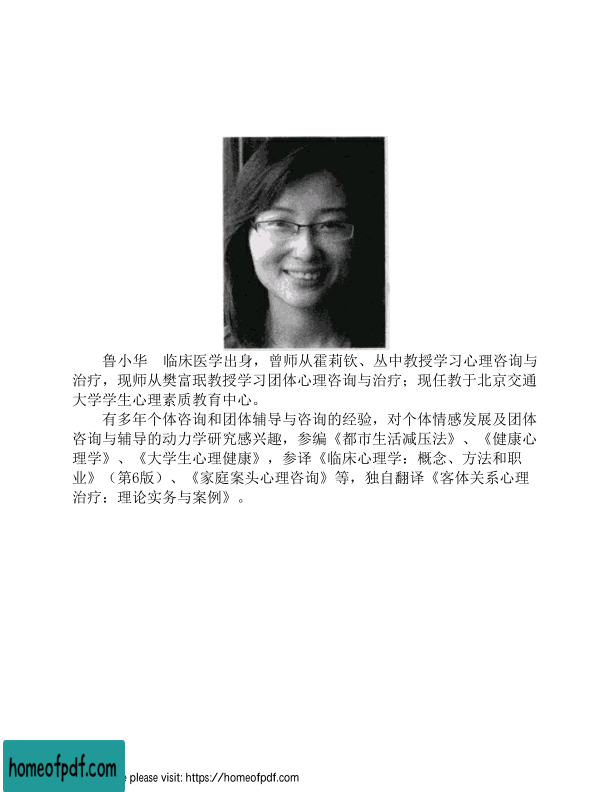 鲁小华　临床医学出身，曾师从霍莉钦、丛中教授学习心理咨询与
治疗，现师从樊富珉教授学习团体心理咨询与治疗；现任教于北京交通
大学学生心理素质教育中心。
有多年个体咨询和团体辅导与咨询的经验，对个体情感发展及团体
咨询与辅导的动力学研究感兴趣，参编《都市生活减压法》、《健康心
理学》、《大学生心理健康》，参译《临床心理学：概念、方法和职
业》（第6版）、《家庭案头心理咨询》等，独自翻译《客体关系心理
治疗：理论实务与案例》。
homeofpdf.com
e please visit: https://homeofpdf.com